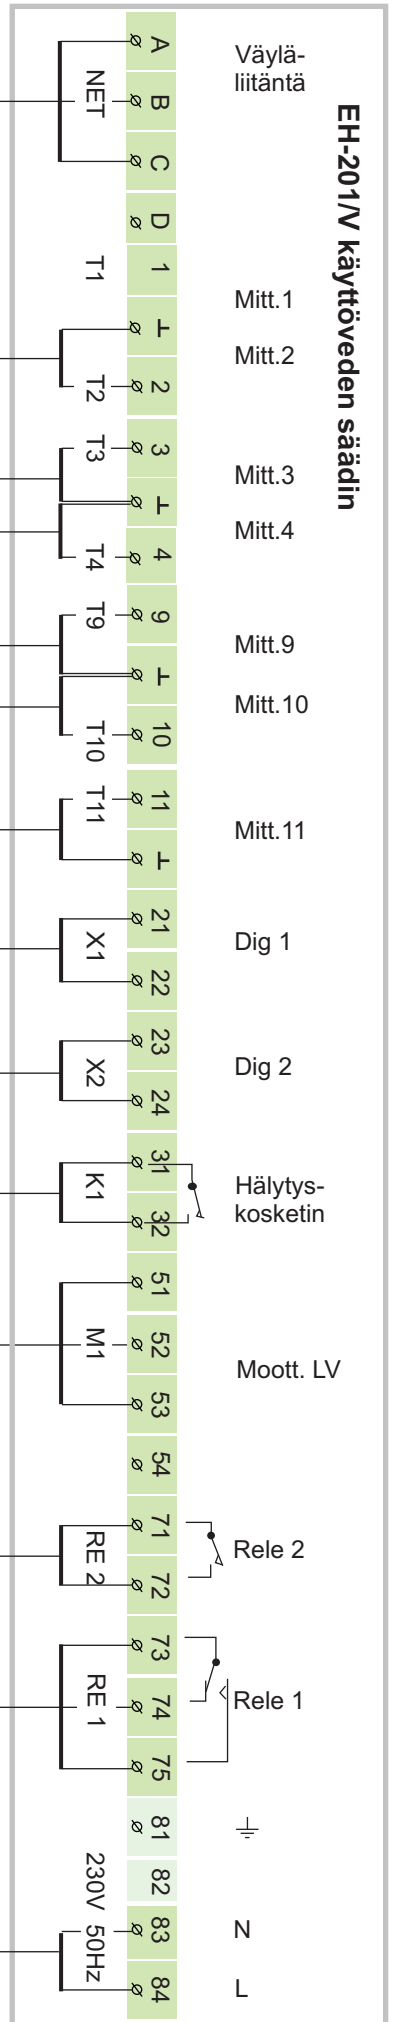 EH-201/V käyttöveden säädin
A
B
C
D
NET
Väylä-
liitäntä
1
T1
Mitt.1
⊥
2
T2
Mitt.2
3
T3
Mitt.3
⊥
4
T4
Mitt.4
9
T9
Mitt.9
⊥
10
T10
Mitt.10
11
T11
Mitt.11
⊥
21
22
X1
Dig 1
23
24
X2
Dig 2
31
32
K1
Hälytys-
kosketin
51
52
53
M1
Moott. LV
54
71
72
RE 2
Rele 2
73
74
75
RE 1
Rele 1
81
82
230V 50Hz
83
N
84
L